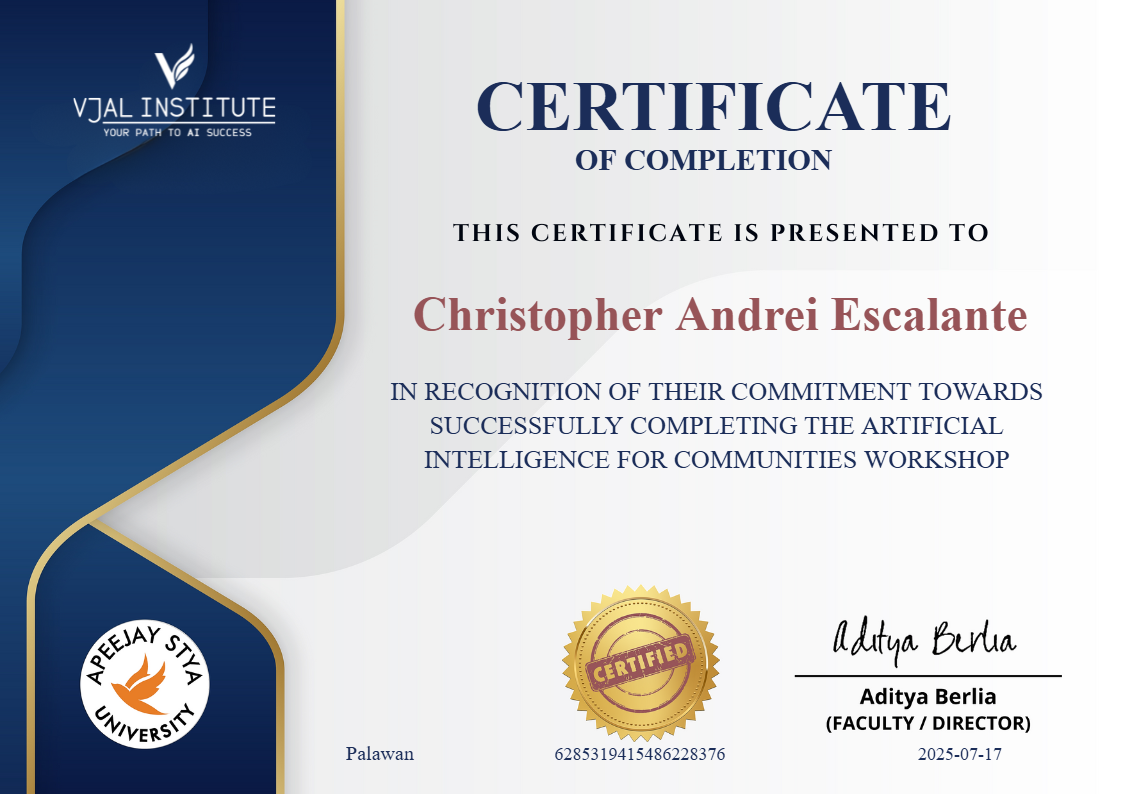 VJAL INSTITUTE
YOUR PATH TO AI SUCCESS
CERTIFICATE
OF COMPLETION
THIS CERTIFICATE IS PRESENTED TO
Christopher Andrei Escalante
IN RECOGNITION OF THEIR COMMITMENT TOWARDS
SUCCESSFULLY COMPLETING THE ARTIFICIAL
INTELLIGENCE FOR COMMUNITIES WORKSHOP
APEEJAY STYA
UNIVERSITY
CERTIFIED
Aditya Berlia
Aditya Berlia
(FACULTY / DIRECTOR)
Palawan
6285319415486228376
2025-07-17